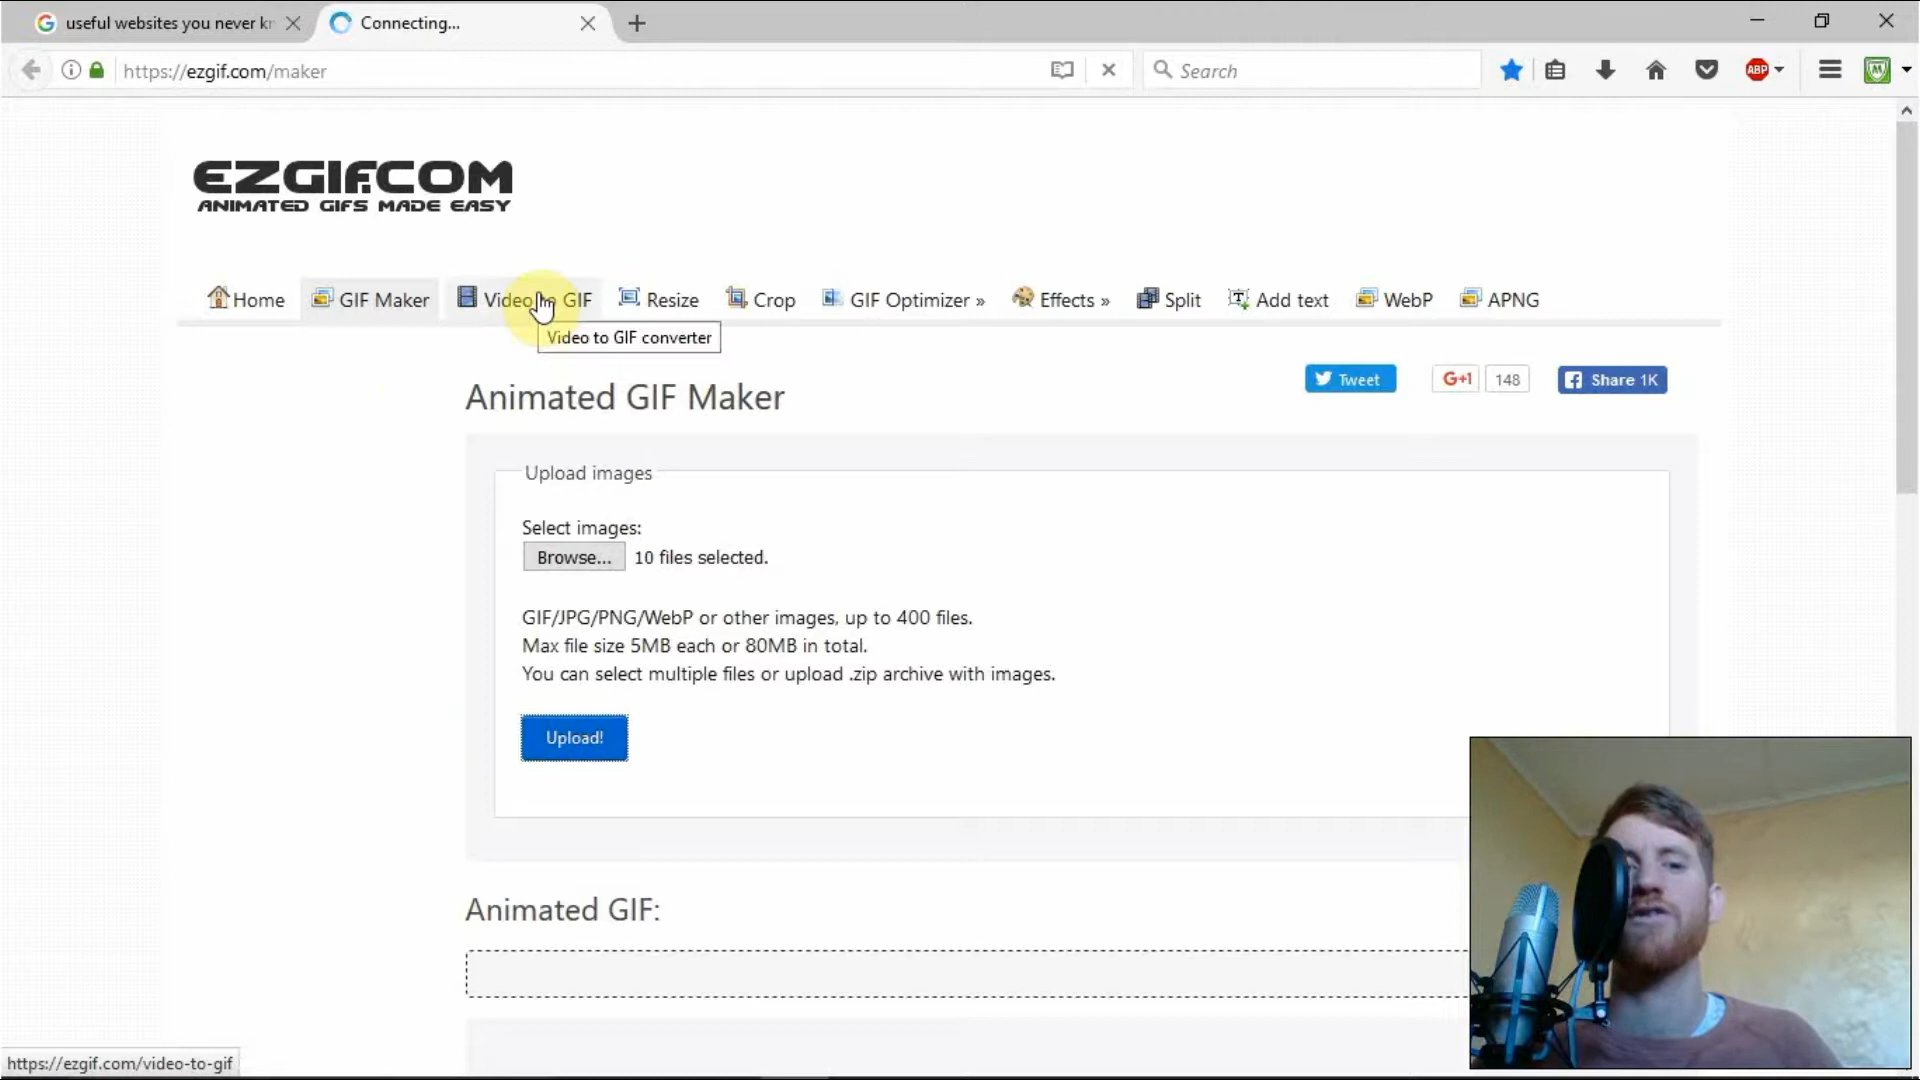 useful websites you never kr
Connecting...
https://ezgif.com/maker
Search
ABP
EZGIF.COM
ANIMATED GIFS MADE EASY
Home
GIF Maker
Video to GIF
Resize
Crop
GIF Optimizer »
Effects »
Split
Add text
WebP
APNG
Video to GIF converter
Animated GIF Maker
Tweet
G+1
148
Share 1K
Upload images
Select images:
Browse... 10 files selected.
GIF/JPG/PNG/WebP or other images, up to 400 files.
Max file size 5MB each or 80MB in total.
You can select multiple files or upload .zip archive with images.
Upload!
Animated GIF:
https://ezgif.com/video-to-gif